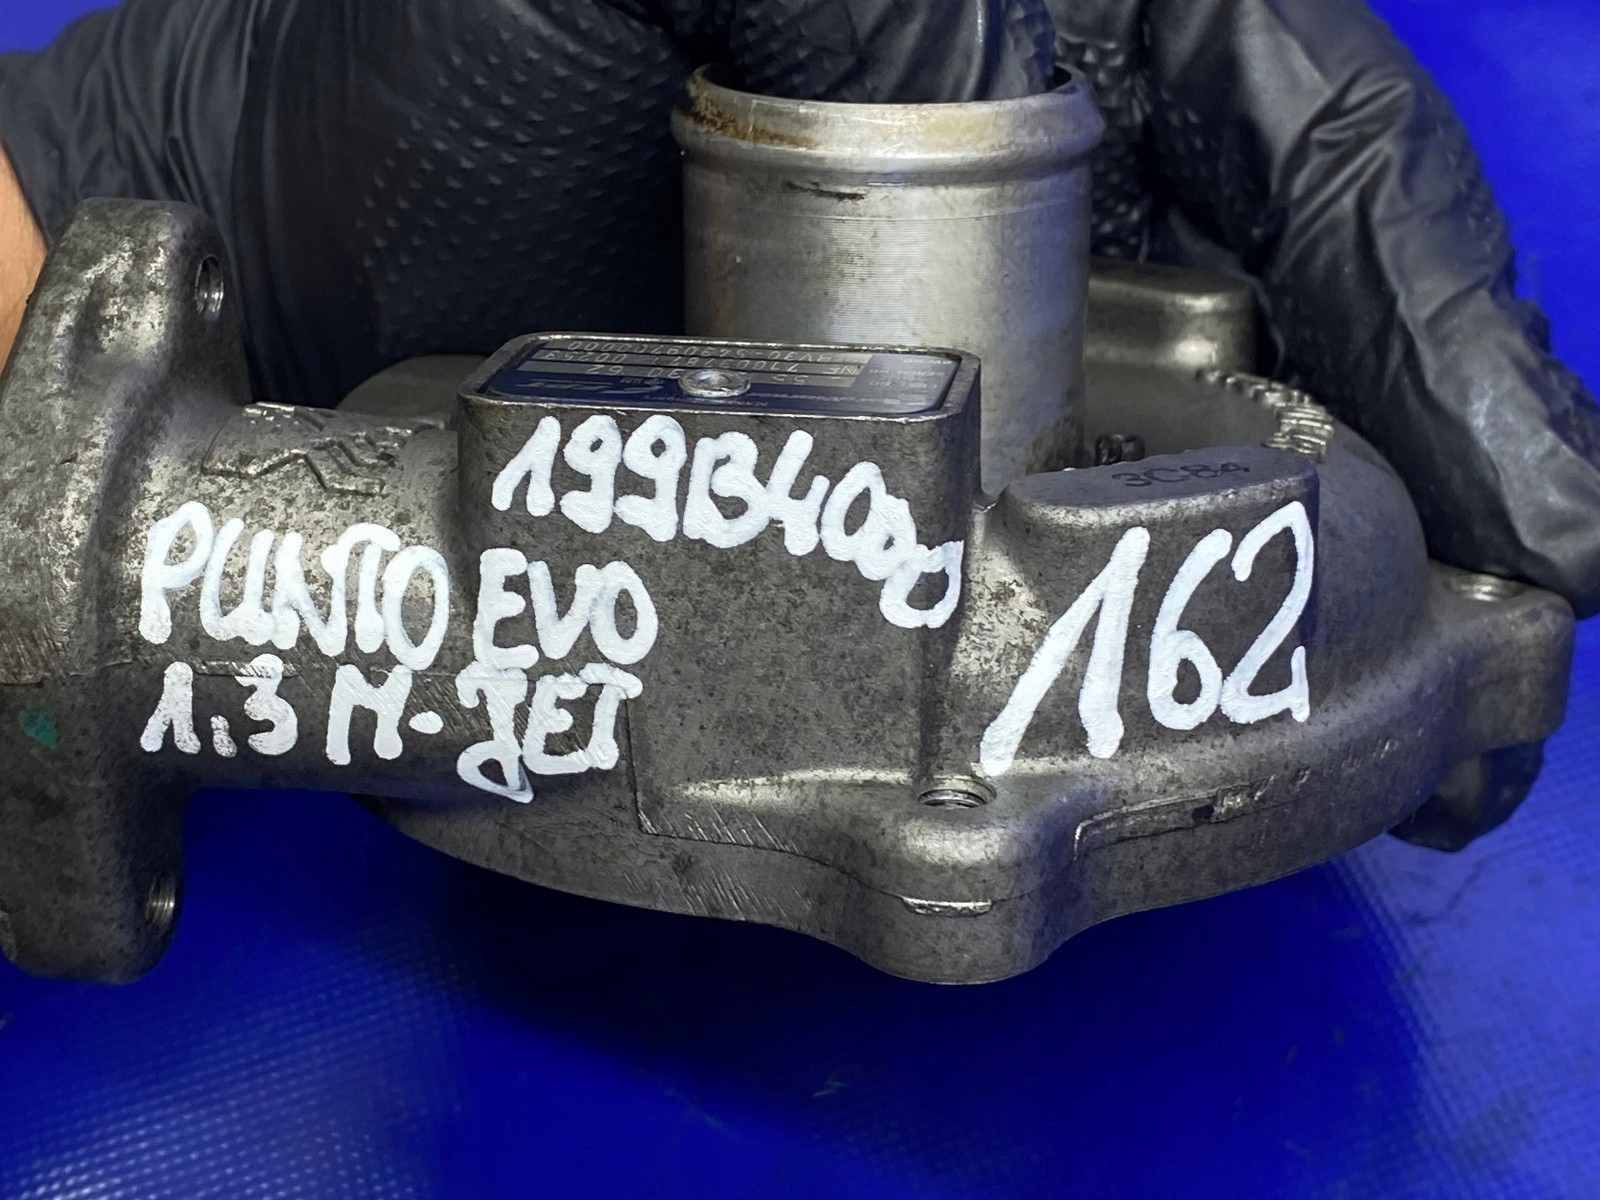 199B4000
PUNTO EVO
1.3 M-JET
162
3C84